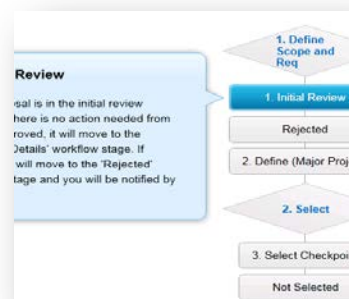 Review
sal is in the initial review
here is no action needed from
roved, it will move to the
Details' workflow stage. If
will move to the 'Rejected'
tage and you will be notified by
1. Define
Scope and
Req
1. Initial Review
Rejected
2. Define (Major Proj
2. Select
3. Select Checkpoi
Not Selected